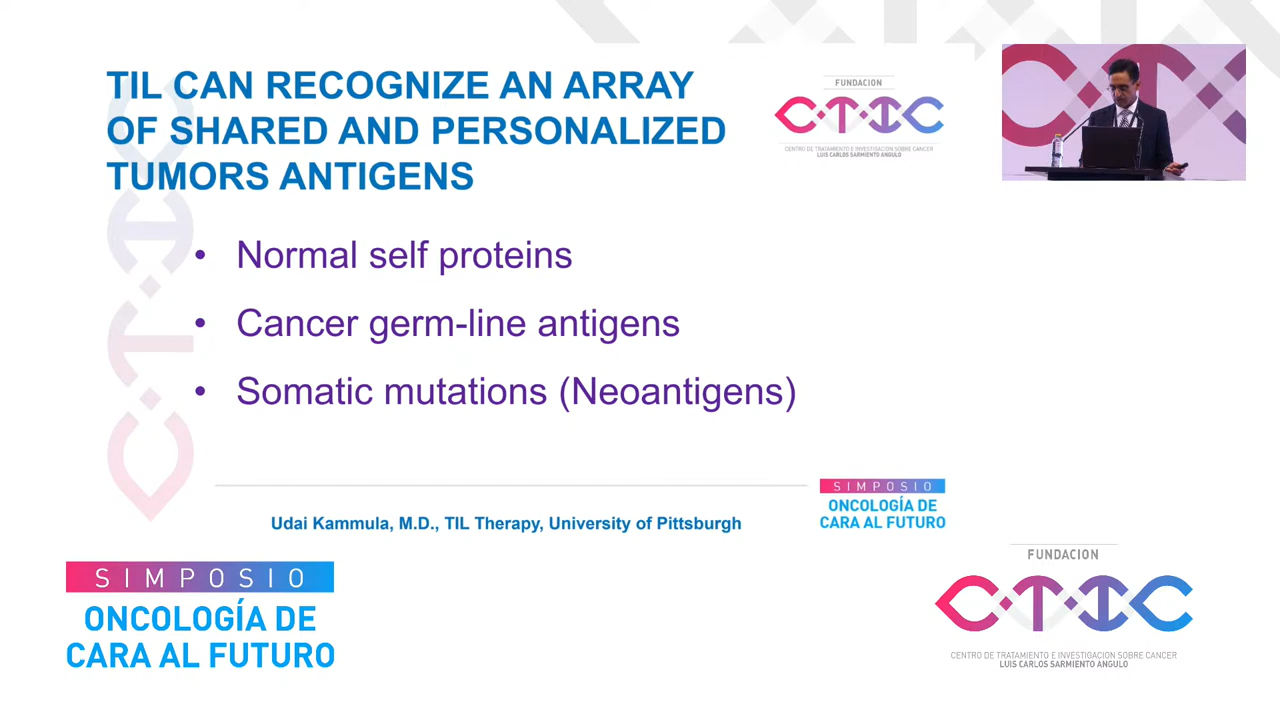 TIL CAN RECOGNIZE AN ARRAY
OF SHARED AND PERSONALIZED
TUMORS ANTIGENS
• Normal self proteins
• Cancer germ-line antigens
• Somatic mutations (Neoantigens)
Udai Kammula, M.D., TIL Therapy, University of Pittsburgh
FUNDACION
C·T·I·C
CENTRO DE TRATAMIENTO E INVESTIGACION SOBRE CANCER
LUIS CARLOS SARMIENTO ANGULO
SIMPOSIO
ONCOLOGÍA DE
CARA AL FUTURO
SIMPOSIO
ONCOLOGÍA DE
CARA AL FUTURO
FUNDACION
C·T·I·C
CENTRO DE TRATAMIENTO E INVESTIGACION SOBRE CANCER
LUIS CARLOS SARMIENTO ANGULO